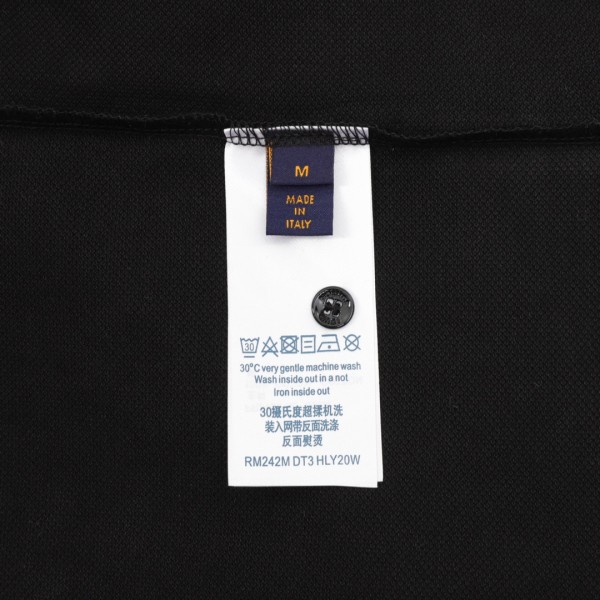 M
MADE
IN
ITALY
30
30°C very gentle machine wash
Wash inside out in a not
Iron inside out
30摄氏度超揉机洗
装入网带反面洗涤
反面熨烫
RM242M DT3 HLY20W